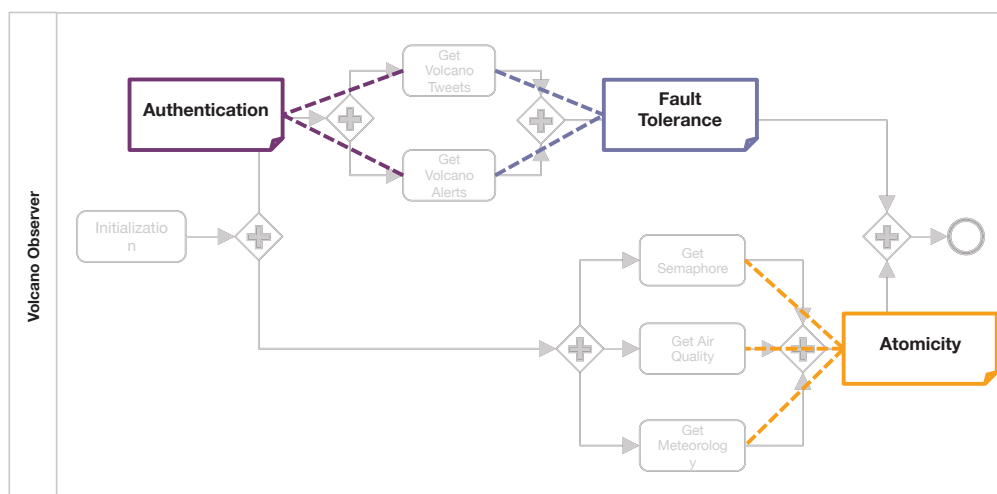 Volcano Observer
Get
Volcano
Tweets
Authentication
Fault
Tolerance
Get
Volcano
Alerts
Initializatio
n
Get
Semaphore
Get Air
Quality
Atomicity
Get
Meteorolog
y